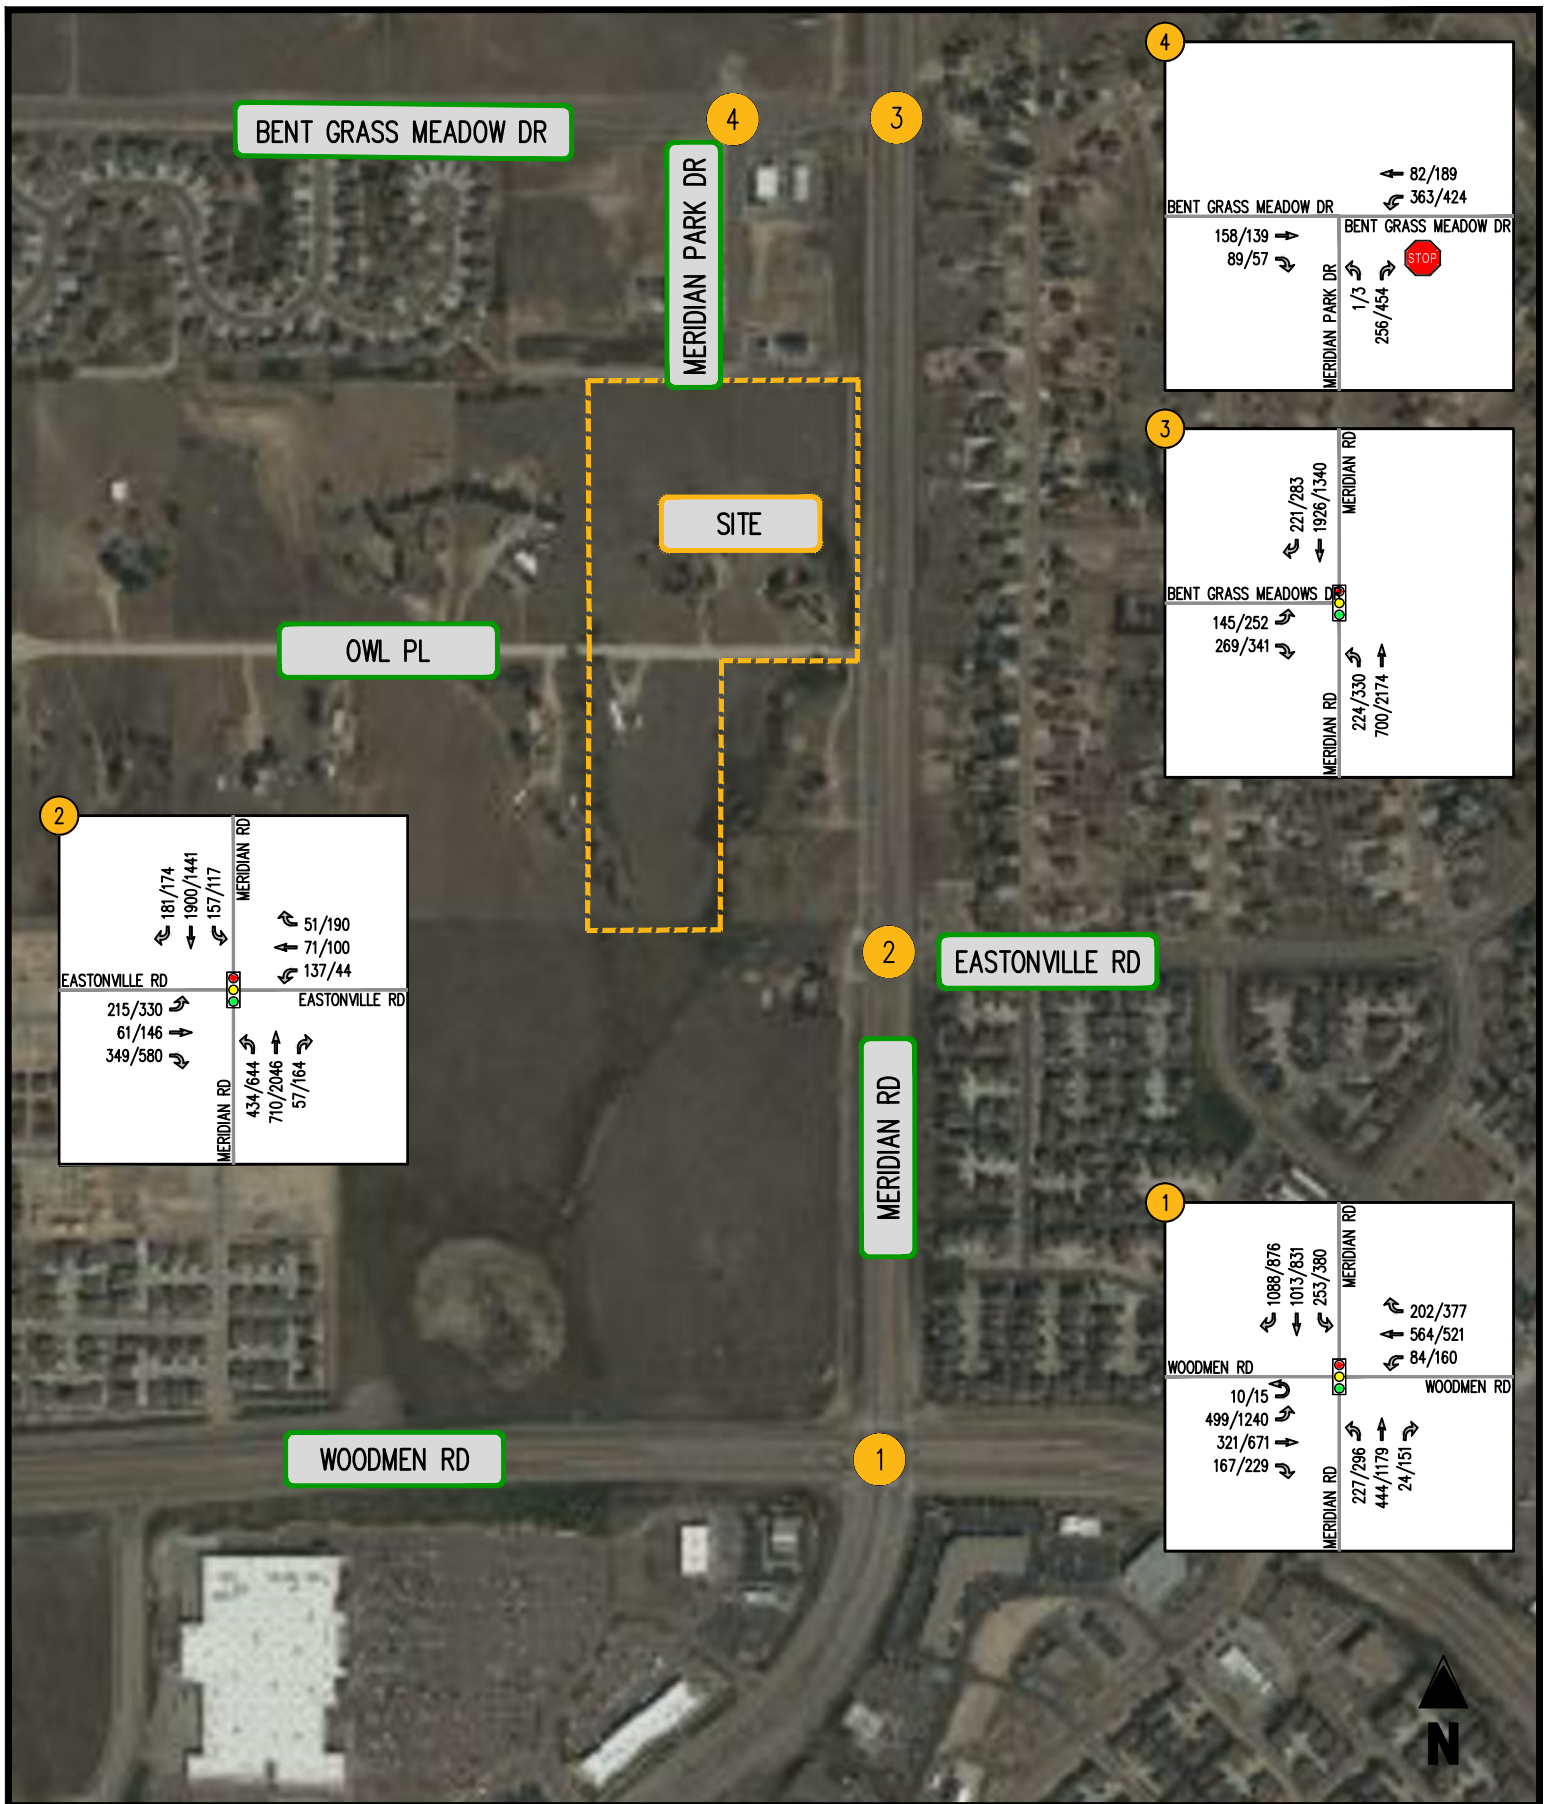 BENT GRASS MEADOW DR
4
3
MERIDIAN PARK DR
SITE
OWL PL
2
EASTONVILLE RD
MERIDIAN RD
WOODMEN RD
1
N
4
82/189
363/424
BENT GRASS MEADOW DR
BENT GRASS MEADOW DR
158/139
89/57
STOP
MERIDIAN PARK DR
1/3
256/454
3
MERIDIAN RD
221/283
1926/1340
BENT GRASS MEADOWS DR
145/252
269/341
MERIDIAN RD
224/330
700/2174
2
MERIDIAN RD
181/174
1900/1441
157/117
51/190
71/100
137/44
EASTONVILLE RD
EASTONVILLE RD
215/330
61/146
349/580
MERIDIAN RD
434/644
710/2046
57/164
1
MERIDIAN RD
1088/876
1013/831
253/380
202/377
564/521
84/160
WOODMEN RD
WOODMEN RD
10/15
499/1240
321/671
167/229
MERIDIAN RD
227/296
444/1179
24/151